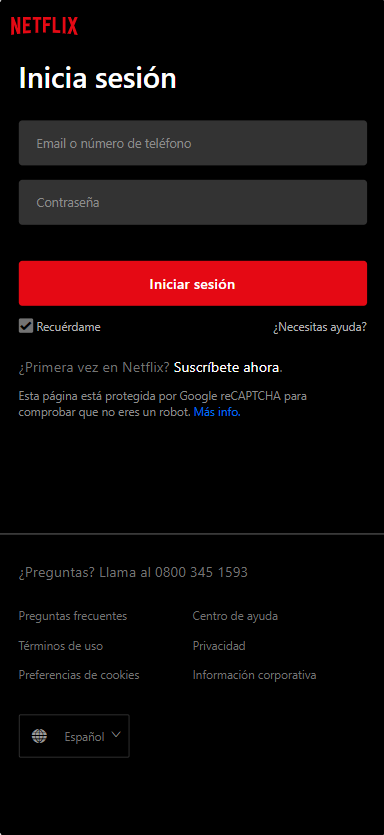 NETFLIX
Inicia sesión
Email o número de teléfono
Contraseña
Iniciar sesión
Recuérdame ¿Necesitas ayuda?
¿Primera vez en Netflix? Suscríbete ahora.
Esta página está protegida por Google reCAPTCHA para
comprobar que no eres un robot. Más info.
¿Preguntas? Llama al 0800 345 1593
Preguntas frecuentes Centro de ayuda
Términos de uso Privacidad
Preferencias de cookies Información corporativa
Español